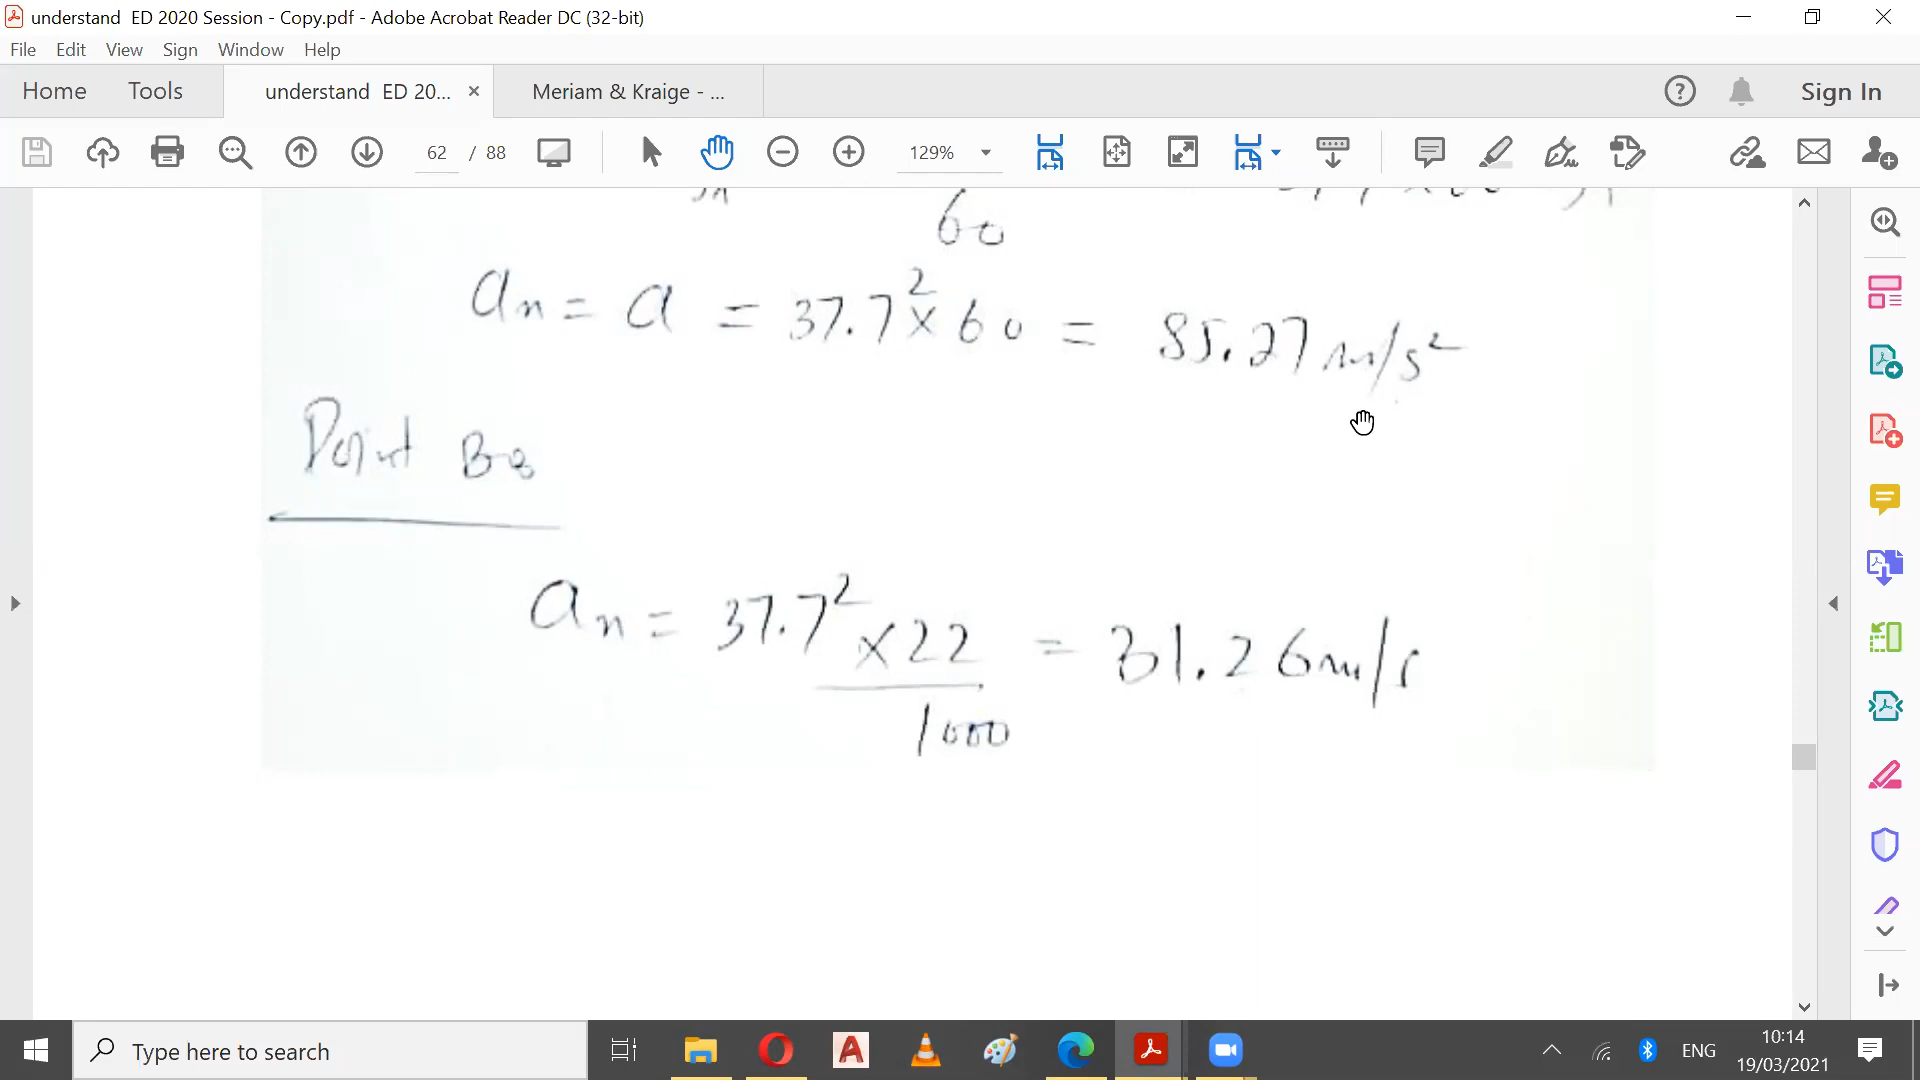 understand ED 2020 Session - Copy.pdf - Adobe Acrobat Reader DC (32-bit)
File Edit View Sign Window Help
Home Tools understand ED 20... × Meriam & Kraige - ... Sign In
62 / 88 129%
60
an = a = 37.7² × 60 = 85.27 m/s²
Point B:
an = 37.7² × 22 = 31.26 m/s
1000
Type here to search
ENG
10:14
19/03/2021